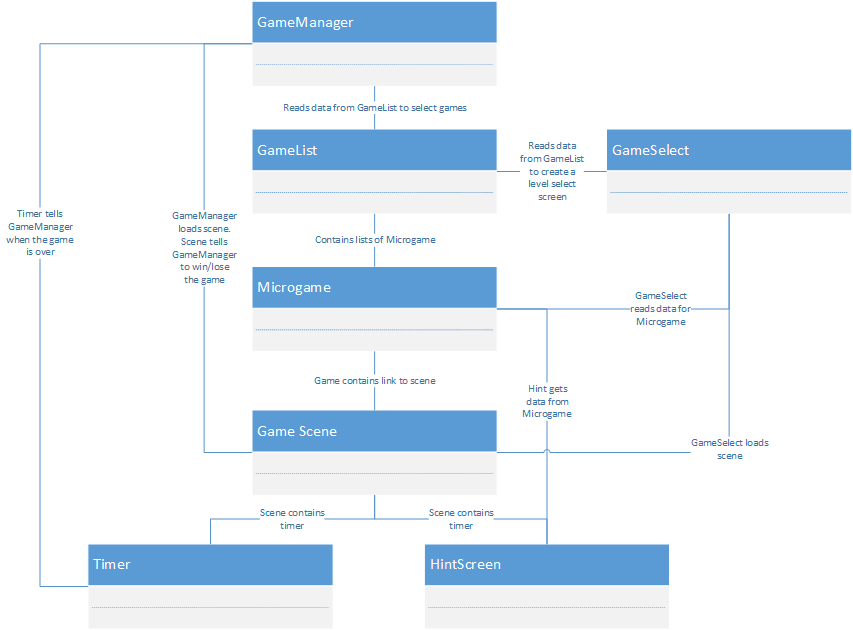 GameManager
Reads data from GameList to select games
GameList
Reads data
from GameList
to create a
level select
screen
GameSelect
Timer tells
GameManager
when the game
is over
GameManager
loads scene.
Scene tells
GameManager
to win/lose
the game
Contains lists of Microgame
Microgame
GameSelect
reads data for
Microgame
Game contains link to scene
Hint gets
data from
Microgame
Game Scene
GameSelect loads
scene
Scene contains
timer
Scene contains
timer
Timer
HintScreen